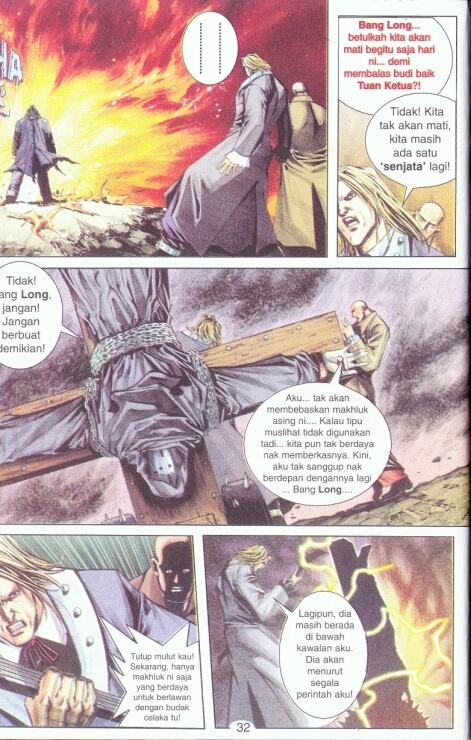 Bang Long...
betulkah kita akan
mati begitu saja hari
ni... demi
membalas budi baik
Tuan Ketua?!
Tidak! Kita
tak akan mati,
kita masih
ada satu
'senjata' lagi!
Tidak!
ang Long,
jangan!
Jangan
berbuat
demikian!
Aku... tak akan
membebaskan makhluk
asing ni.... Kalau tipu
muslihat tidak digunakan
tadi... kita pun tak berdaya
nak memberkasnya. Kini,
aku tak sanggup nak
berdepan dengannya lagi
... Bang Long....
Tutup mulut kau!
Sekarang, hanya
makhluk ni saja
yang berdaya
untuk berlawan
dengan budak
celaka tu!
Lagipun, dia
masih berada
di bawah
kawalan aku.
Dia akan
menurut
segala
perintah aku!
32